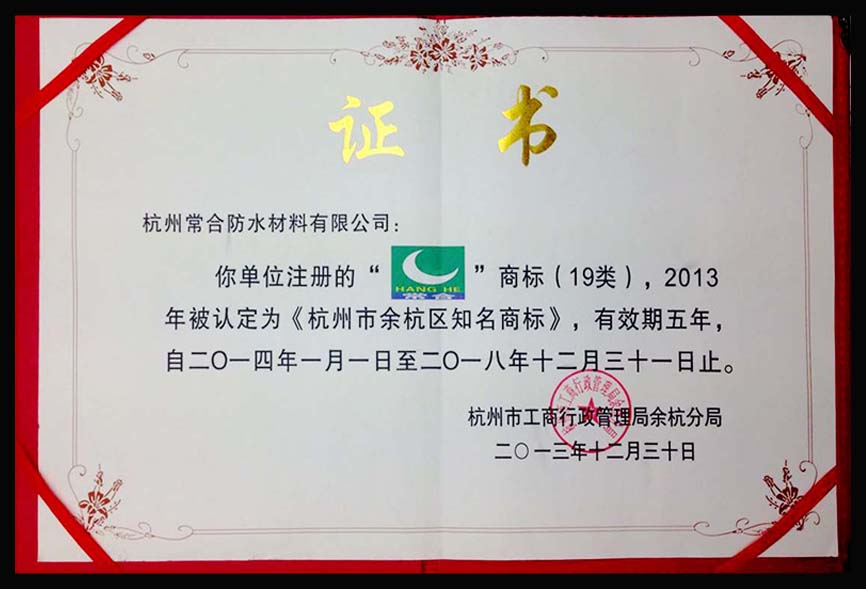 证 书
杭州常合防水材料有限公司：
你单位注册的“HANG HE 常合”商标（19类），2013
年被认定为《杭州市余杭区知名商标》，有效期五年，
自二〇一四年一月一日至二〇一八年十二月三十一日止。
杭州市工商行政管理局余杭分局
二〇一三年十二月三十日